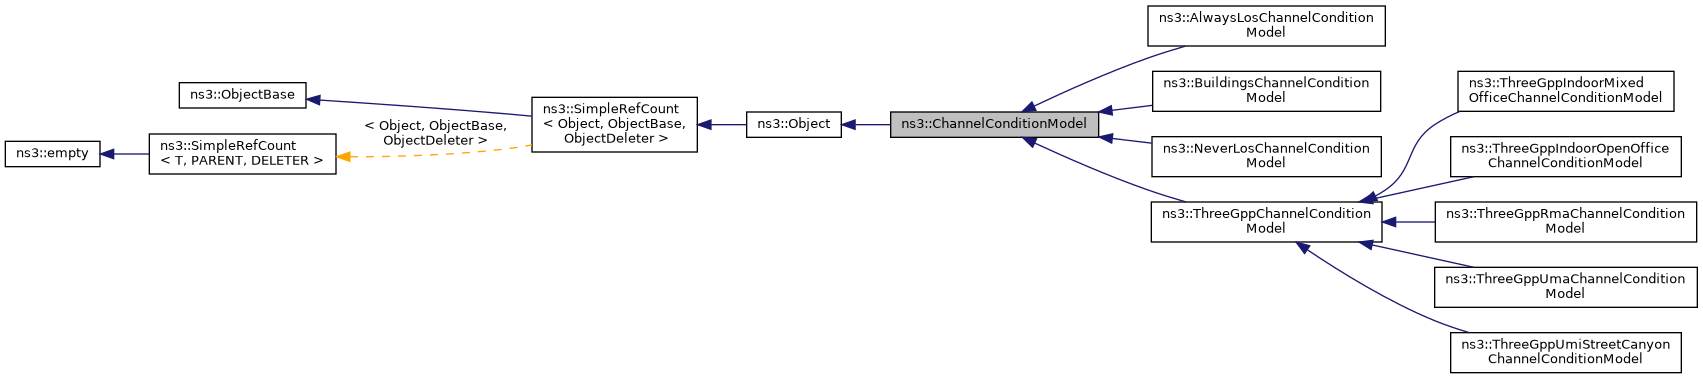 ns3::empty
ns3::ObjectBase
ns3::SimpleRefCount
< T, PARENT, DELETER >
< Object, ObjectBase,
ObjectDeleter >
ns3::SimpleRefCount
< Object, ObjectBase,
ObjectDeleter >
ns3::Object
ns3::ChannelConditionModel
ns3::AlwaysLosChannelCondition
Model
ns3::BuildingsChannelCondition
Model
ns3::NeverLosChannelCondition
Model
ns3::ThreeGppChannelCondition
Model
ns3::ThreeGppIndoorMixed
OfficeChannelConditionModel
ns3::ThreeGppIndoorOpenOffice
ChannelConditionModel
ns3::ThreeGppRmaChannelCondition
Model
ns3::ThreeGppUmaChannelCondition
Model
ns3::ThreeGppUmiStreetCanyon
ChannelConditionModel